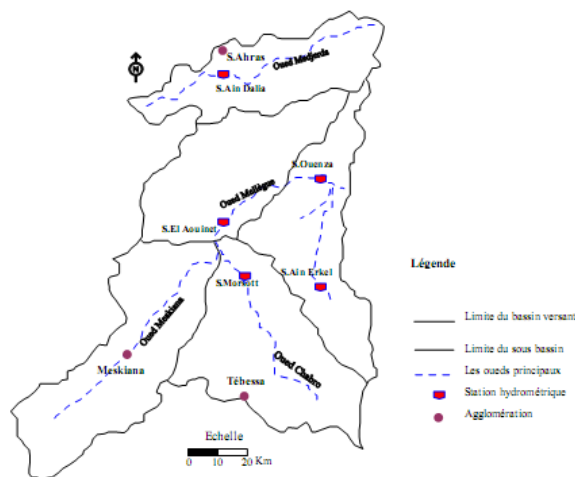 S.Ahras
Oued Medjerda
N
S.Ain Dalia
S.Ouenza
Oued Mellègue
S.El Aouinet
Légende
S.Morkott
S.Ain Erkel
Limite du bassin versant
Oued Meskiana
Limite du sous bassin
Les oueds principaux
Meskiana
Oued Chabro
Tébessa
Station hydrométrique
Agglomération
Echelle
0 10 20 Km